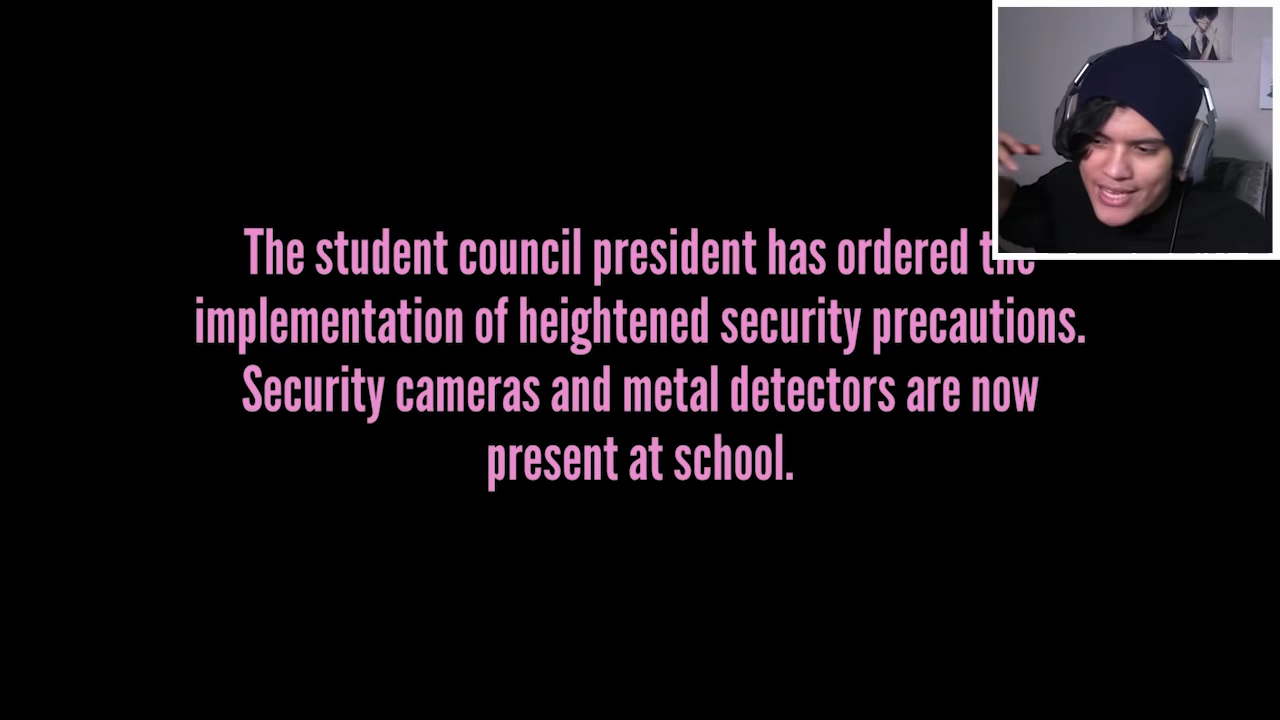 The student council president has ordered the
implementation of heightened security precautions.
Security cameras and metal detectors are now
present at school.